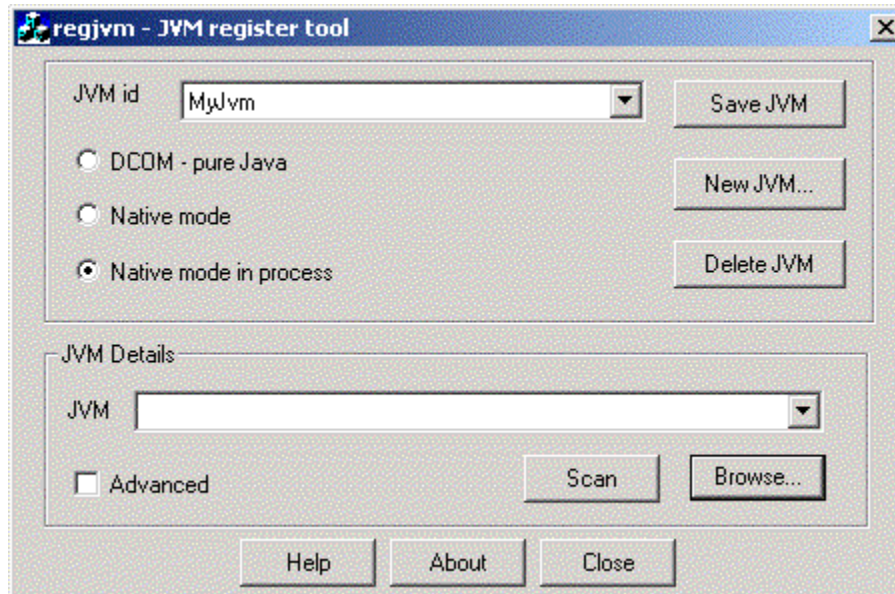 regjvm - JVM register tool
JVM id
MyJvm
Save JVM
DCOM - pure Java
New JVM...
Native mode
Native mode in process
Delete JVM
JVM Details
JVM
Advanced
Scan
Browse...
Help
About
Close